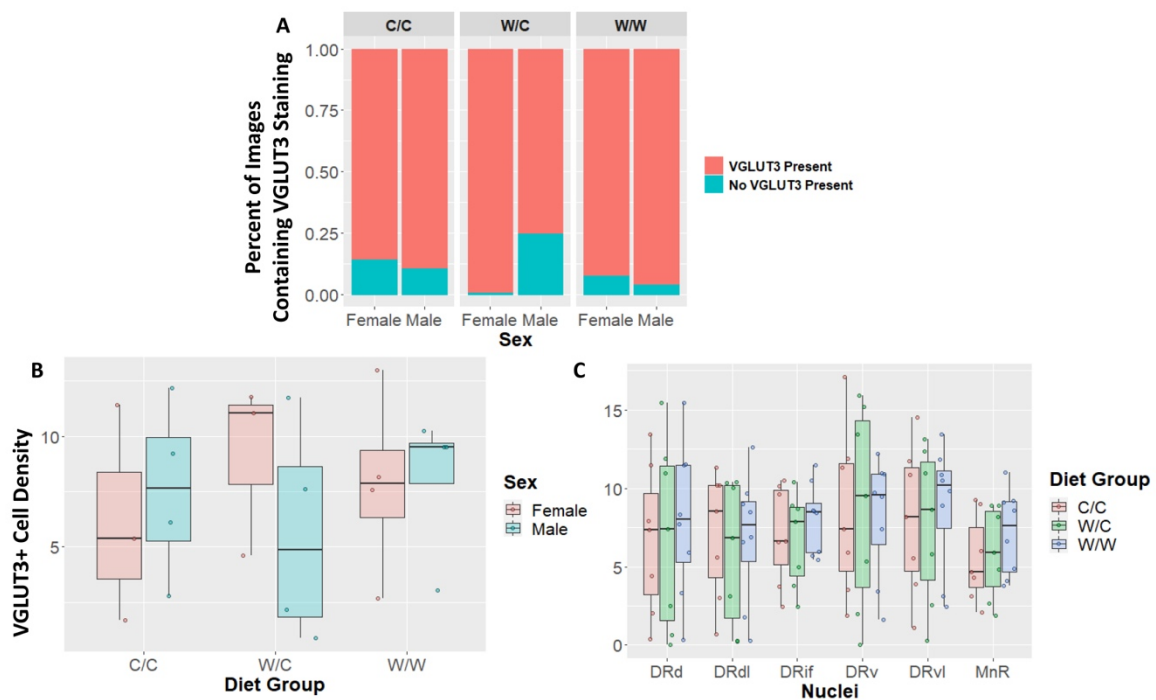 A
C/C W/C W/W
Percent of Images
Containing VGLUT3 Staining
1.00
0.75
0.50
0.25
0.00
Female Male Female Male Female Male
Sex
VGLUT3 Present
No VGLUT3 Present
B
VGLUT3+ Cell Density
10
5
C/C W/C W/W
Diet Group
Sex
Female
Male
C
15
10
5
0
DRd DRdl DRif DRv DRvl MnR
Nuclei
Diet Group
C/C
W/C
W/W